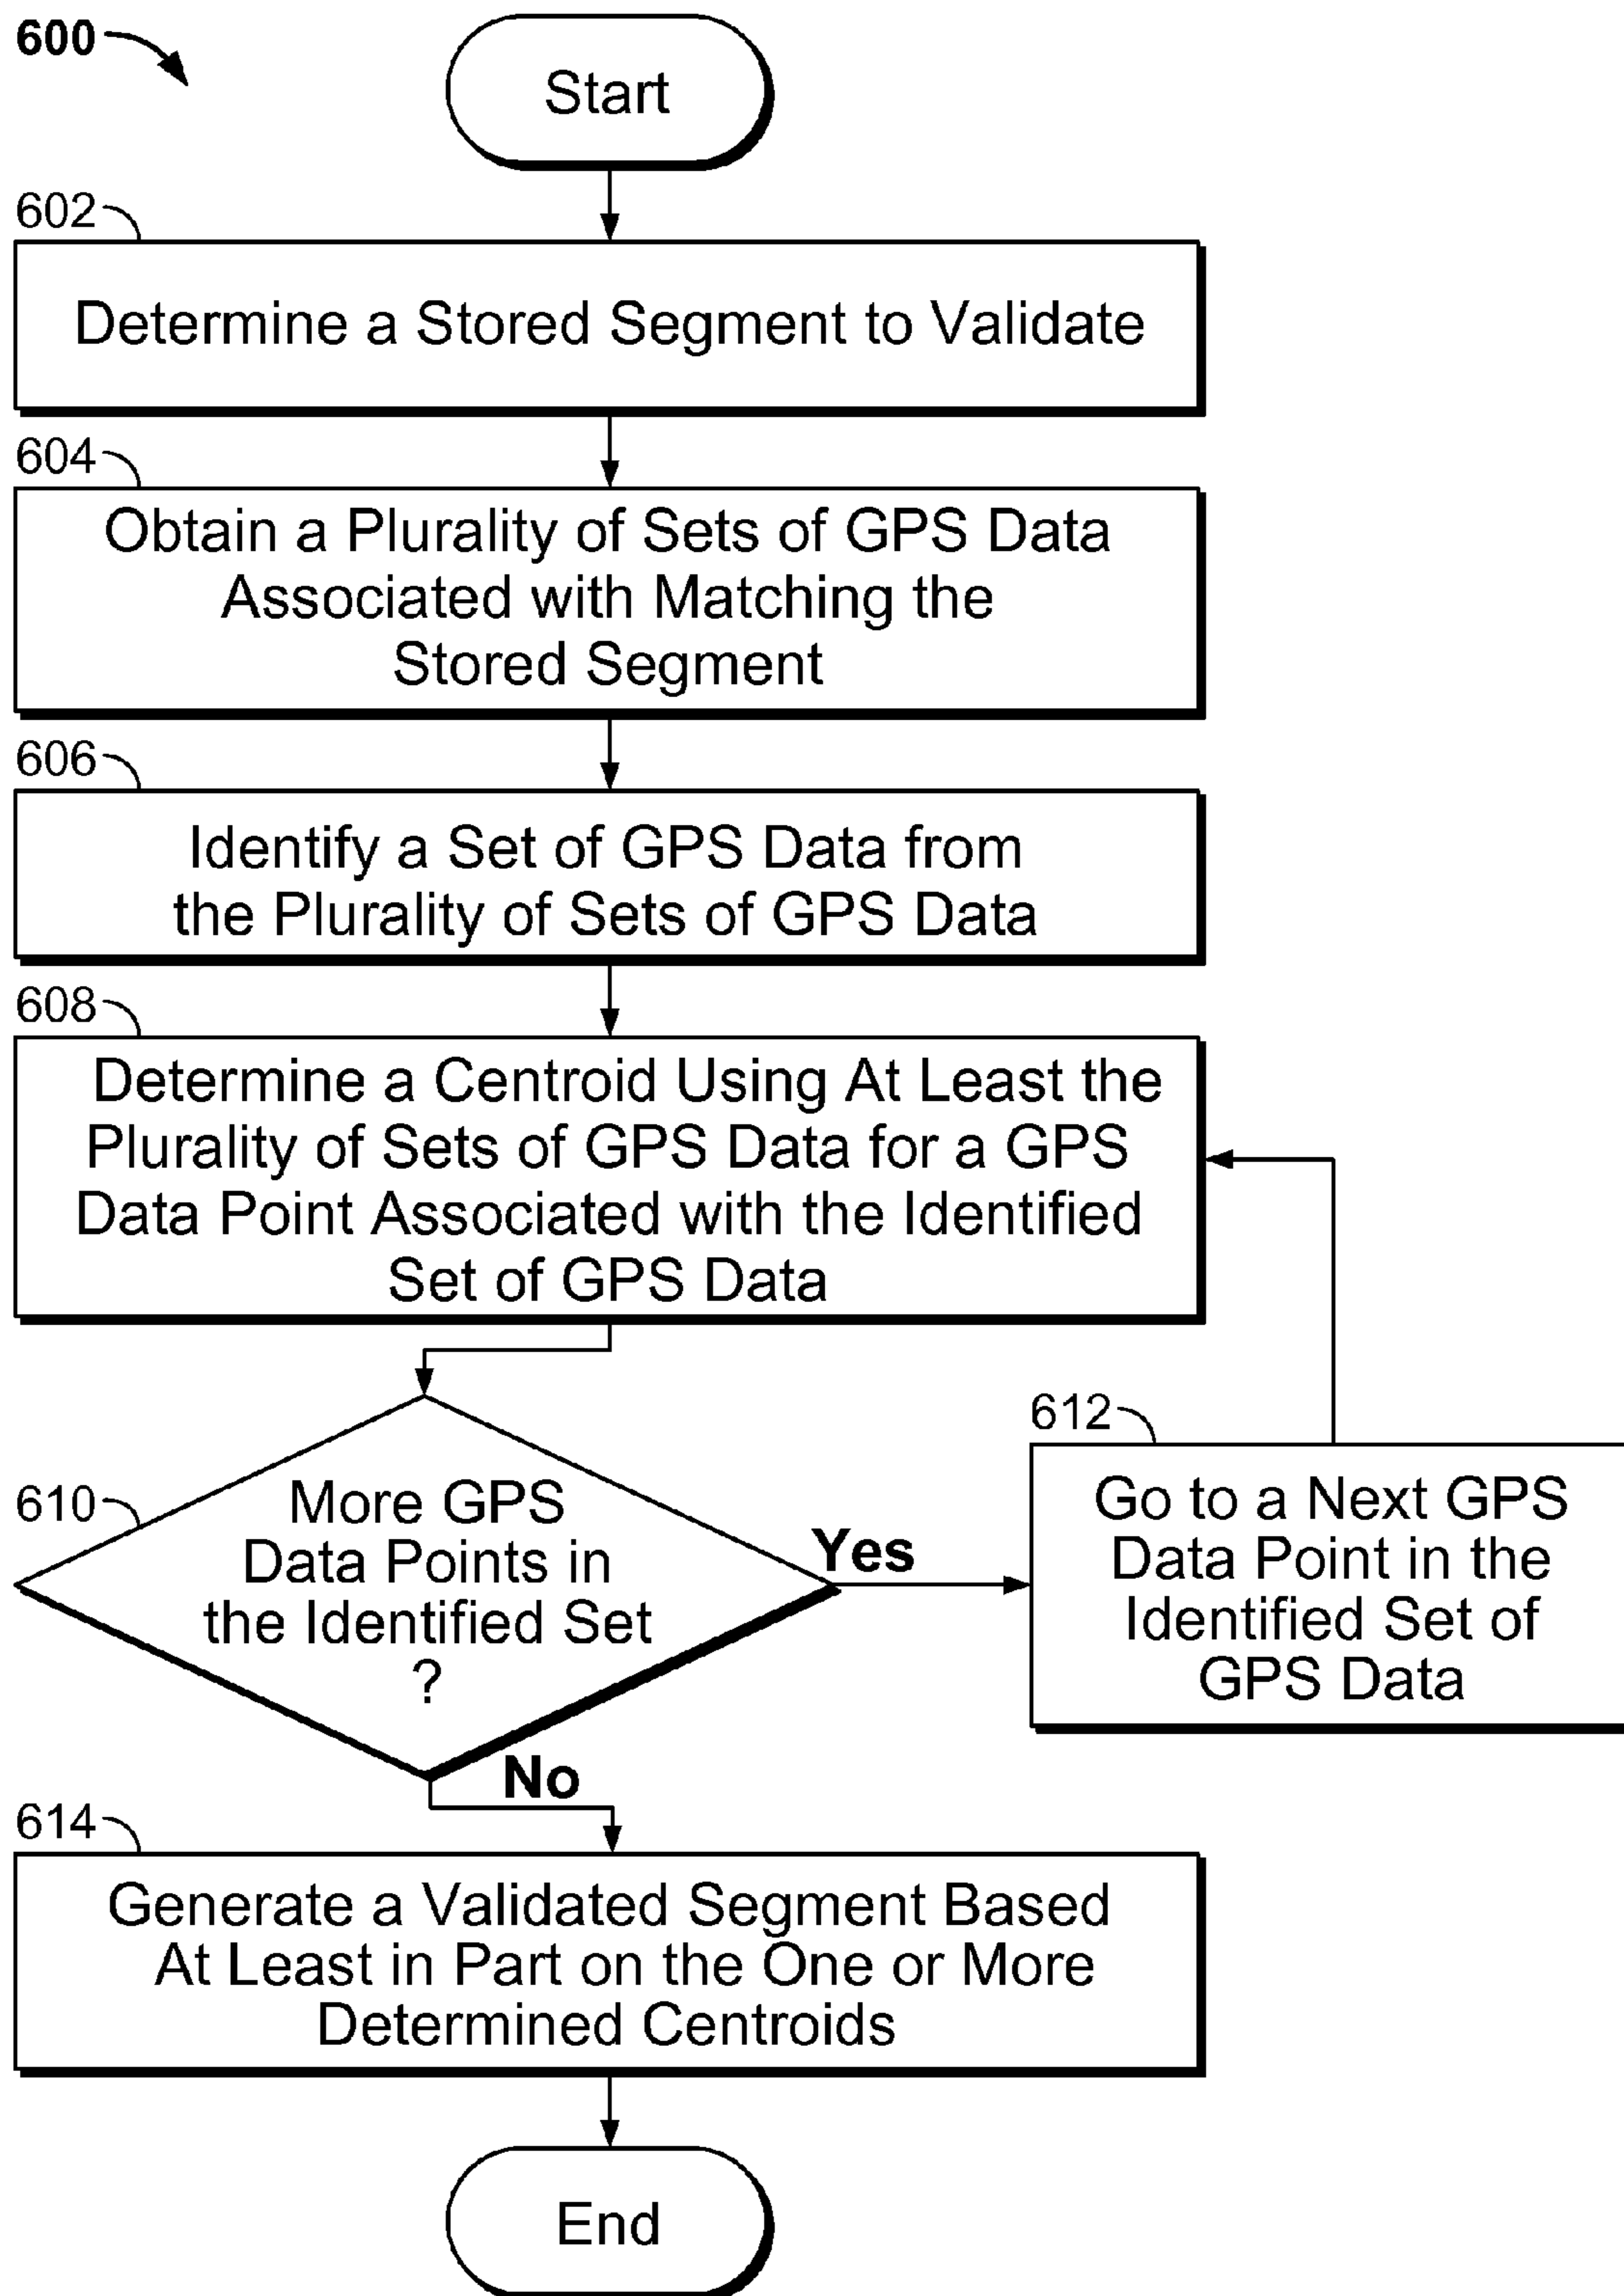 600
Start
602
Determine a Stored Segment to Validate
604
Obtain a Plurality of Sets of GPS Data
Associated with Matching the
Stored Segment
606
Identify a Set of GPS Data from
the Plurality of Sets of GPS Data
608
Determine a Centroid Using At Least the
Plurality of Sets of GPS Data for a GPS
Data Point Associated with the Identified
Set of GPS Data
610
More GPS
Data Points in
the Identified Set
?
Yes
612
Go to a Next GPS
Data Point in the
Identified Set of
GPS Data
No
614
Generate a Validated Segment Based
At Least in Part on the One or More
Determined Centroids
End